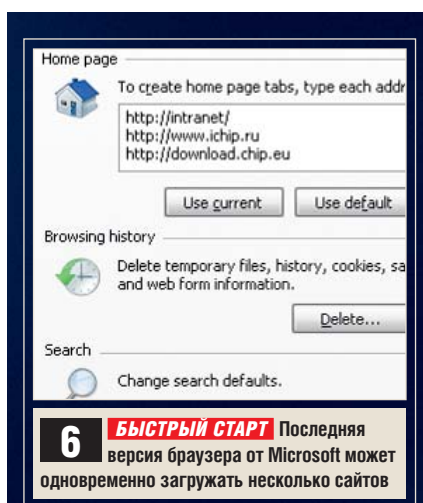 Home page
To create home page tabs, type each addr
http://intranet/
http://www.ichip.ru
http://download.chip.eu
Use current
Use default
Browsing history
Delete temporary files, history, cookies, sa
and web form information.
Delete...
Search
Change search defaults.
6 БЫСТРЫЙ СТАРТ Последняя
версия браузера от Microsoft может
одновременно загружать несколько сайтов